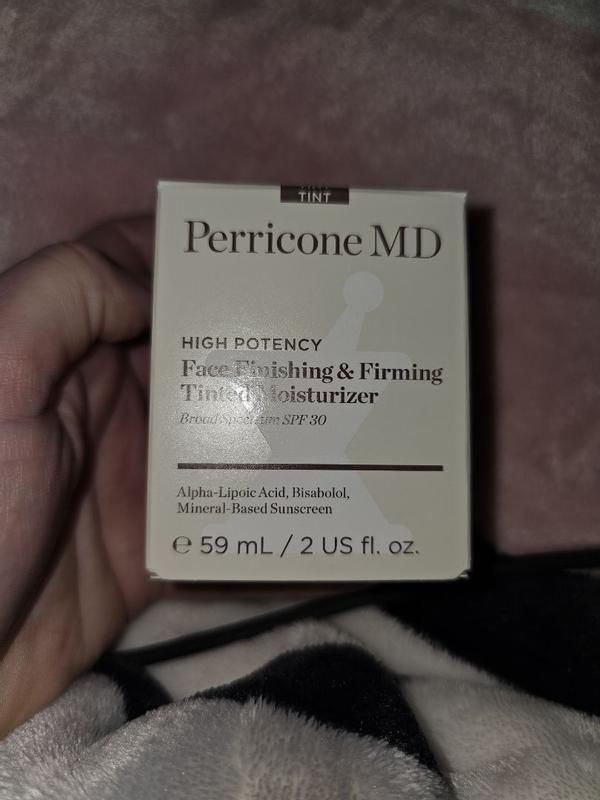 TINT
Perricone MD
HIGH POTENCY
Face Finishing & Firming
Tinted Moisturizer
Broad Spectrum SPF 30
Alpha-Lipoic Acid, Bisabolol,
Mineral-Based Sunscreen
℮ 59 mL / 2 US fl. oz.